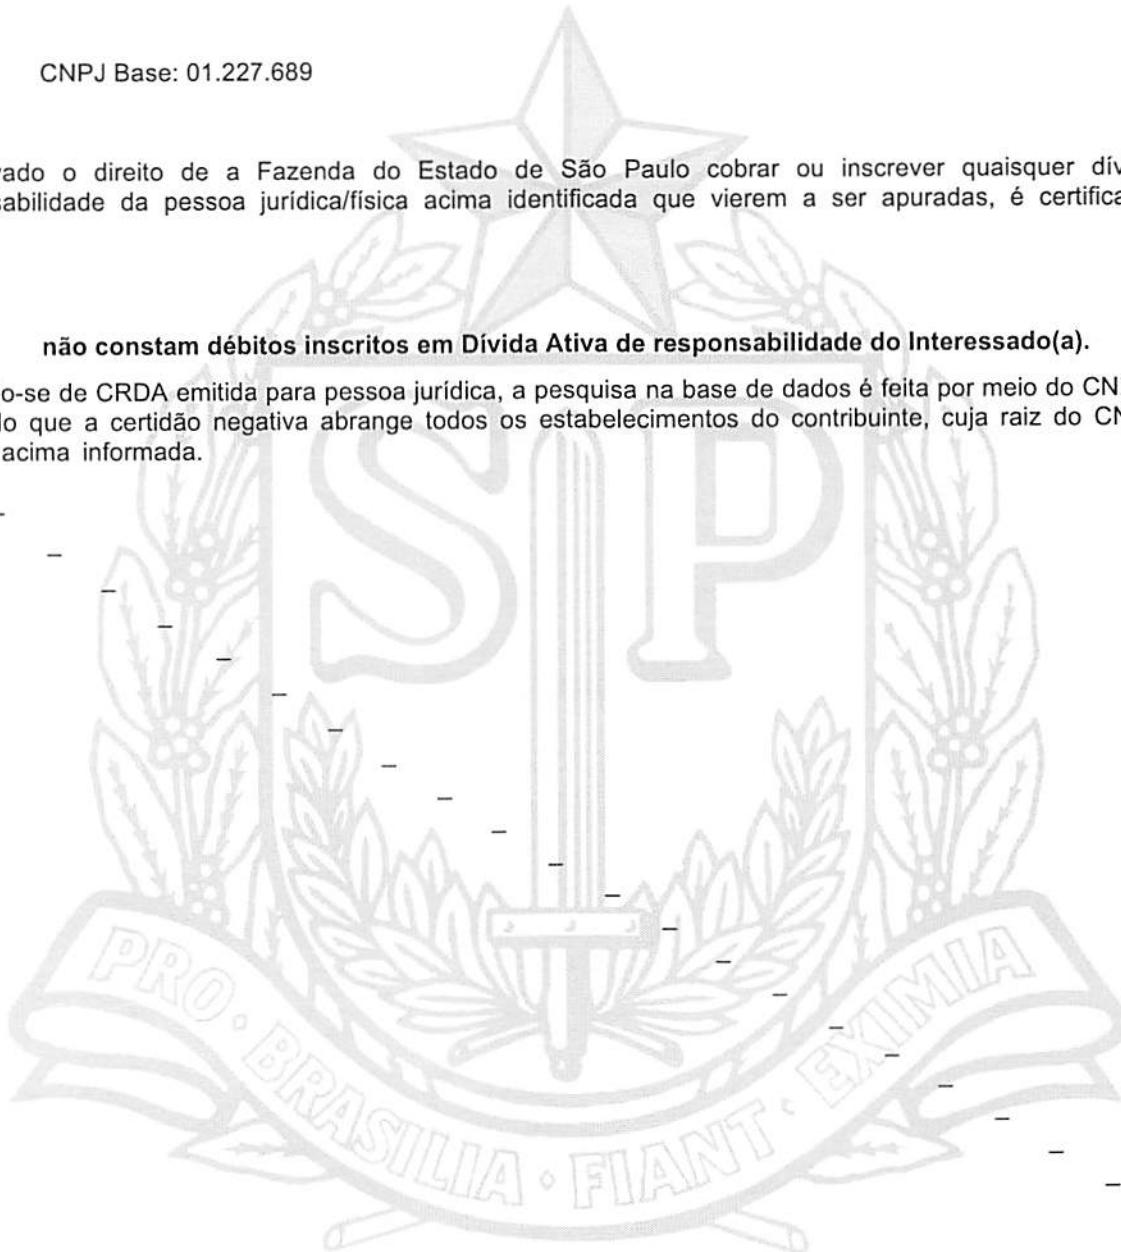 CNPJ Base: 01.227.689
ado o direito de a Fazenda do Estado de São Paulo cobrar ou inscrever quaisquer dív
sabilidade da pessoa jurídica/física acima identificada que vierem a ser apuradas, é certifica
não constam débitos inscritos em Dívida Ativa de responsabilidade do Interessado(a).
o-se de CRDA emitida para pessoa jurídica, a pesquisa na base de dados é feita por meio do CN
do que a certidão negativa abrange todos os estabelecimentos do contribuinte, cuja raiz do CN
acima informada.
SP
PRO · BRASILIA · FIANT · EXIMIA